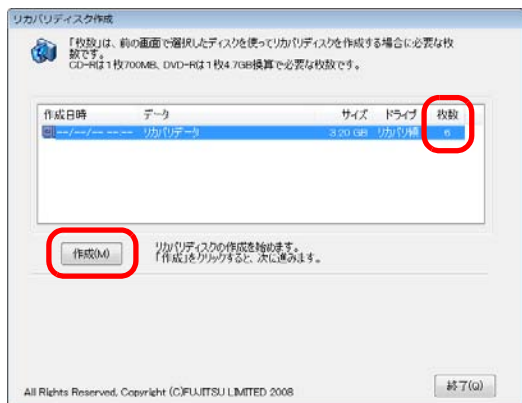 リカバリディスク作成
「枚数」は、前の画面で選択したディスクを使ってリカバリディスクを作成する場合に必要な枚
数です。
CD-Rは1枚700MB、DVD-Rは1枚4.7GB換算で必要な枚数です。
作成日時 データ サイズ ドライブ 枚数
--/--/-- --:-- リカバリデータ 3.20 GB リカバリ領 6
作成(M)
リカバリディスクの作成を始めます。
「作成」をクリックすると、次に進みます。
All Rights Reserved, Copyright (C)FUJITSU LIMITED 2008
終了(Q)